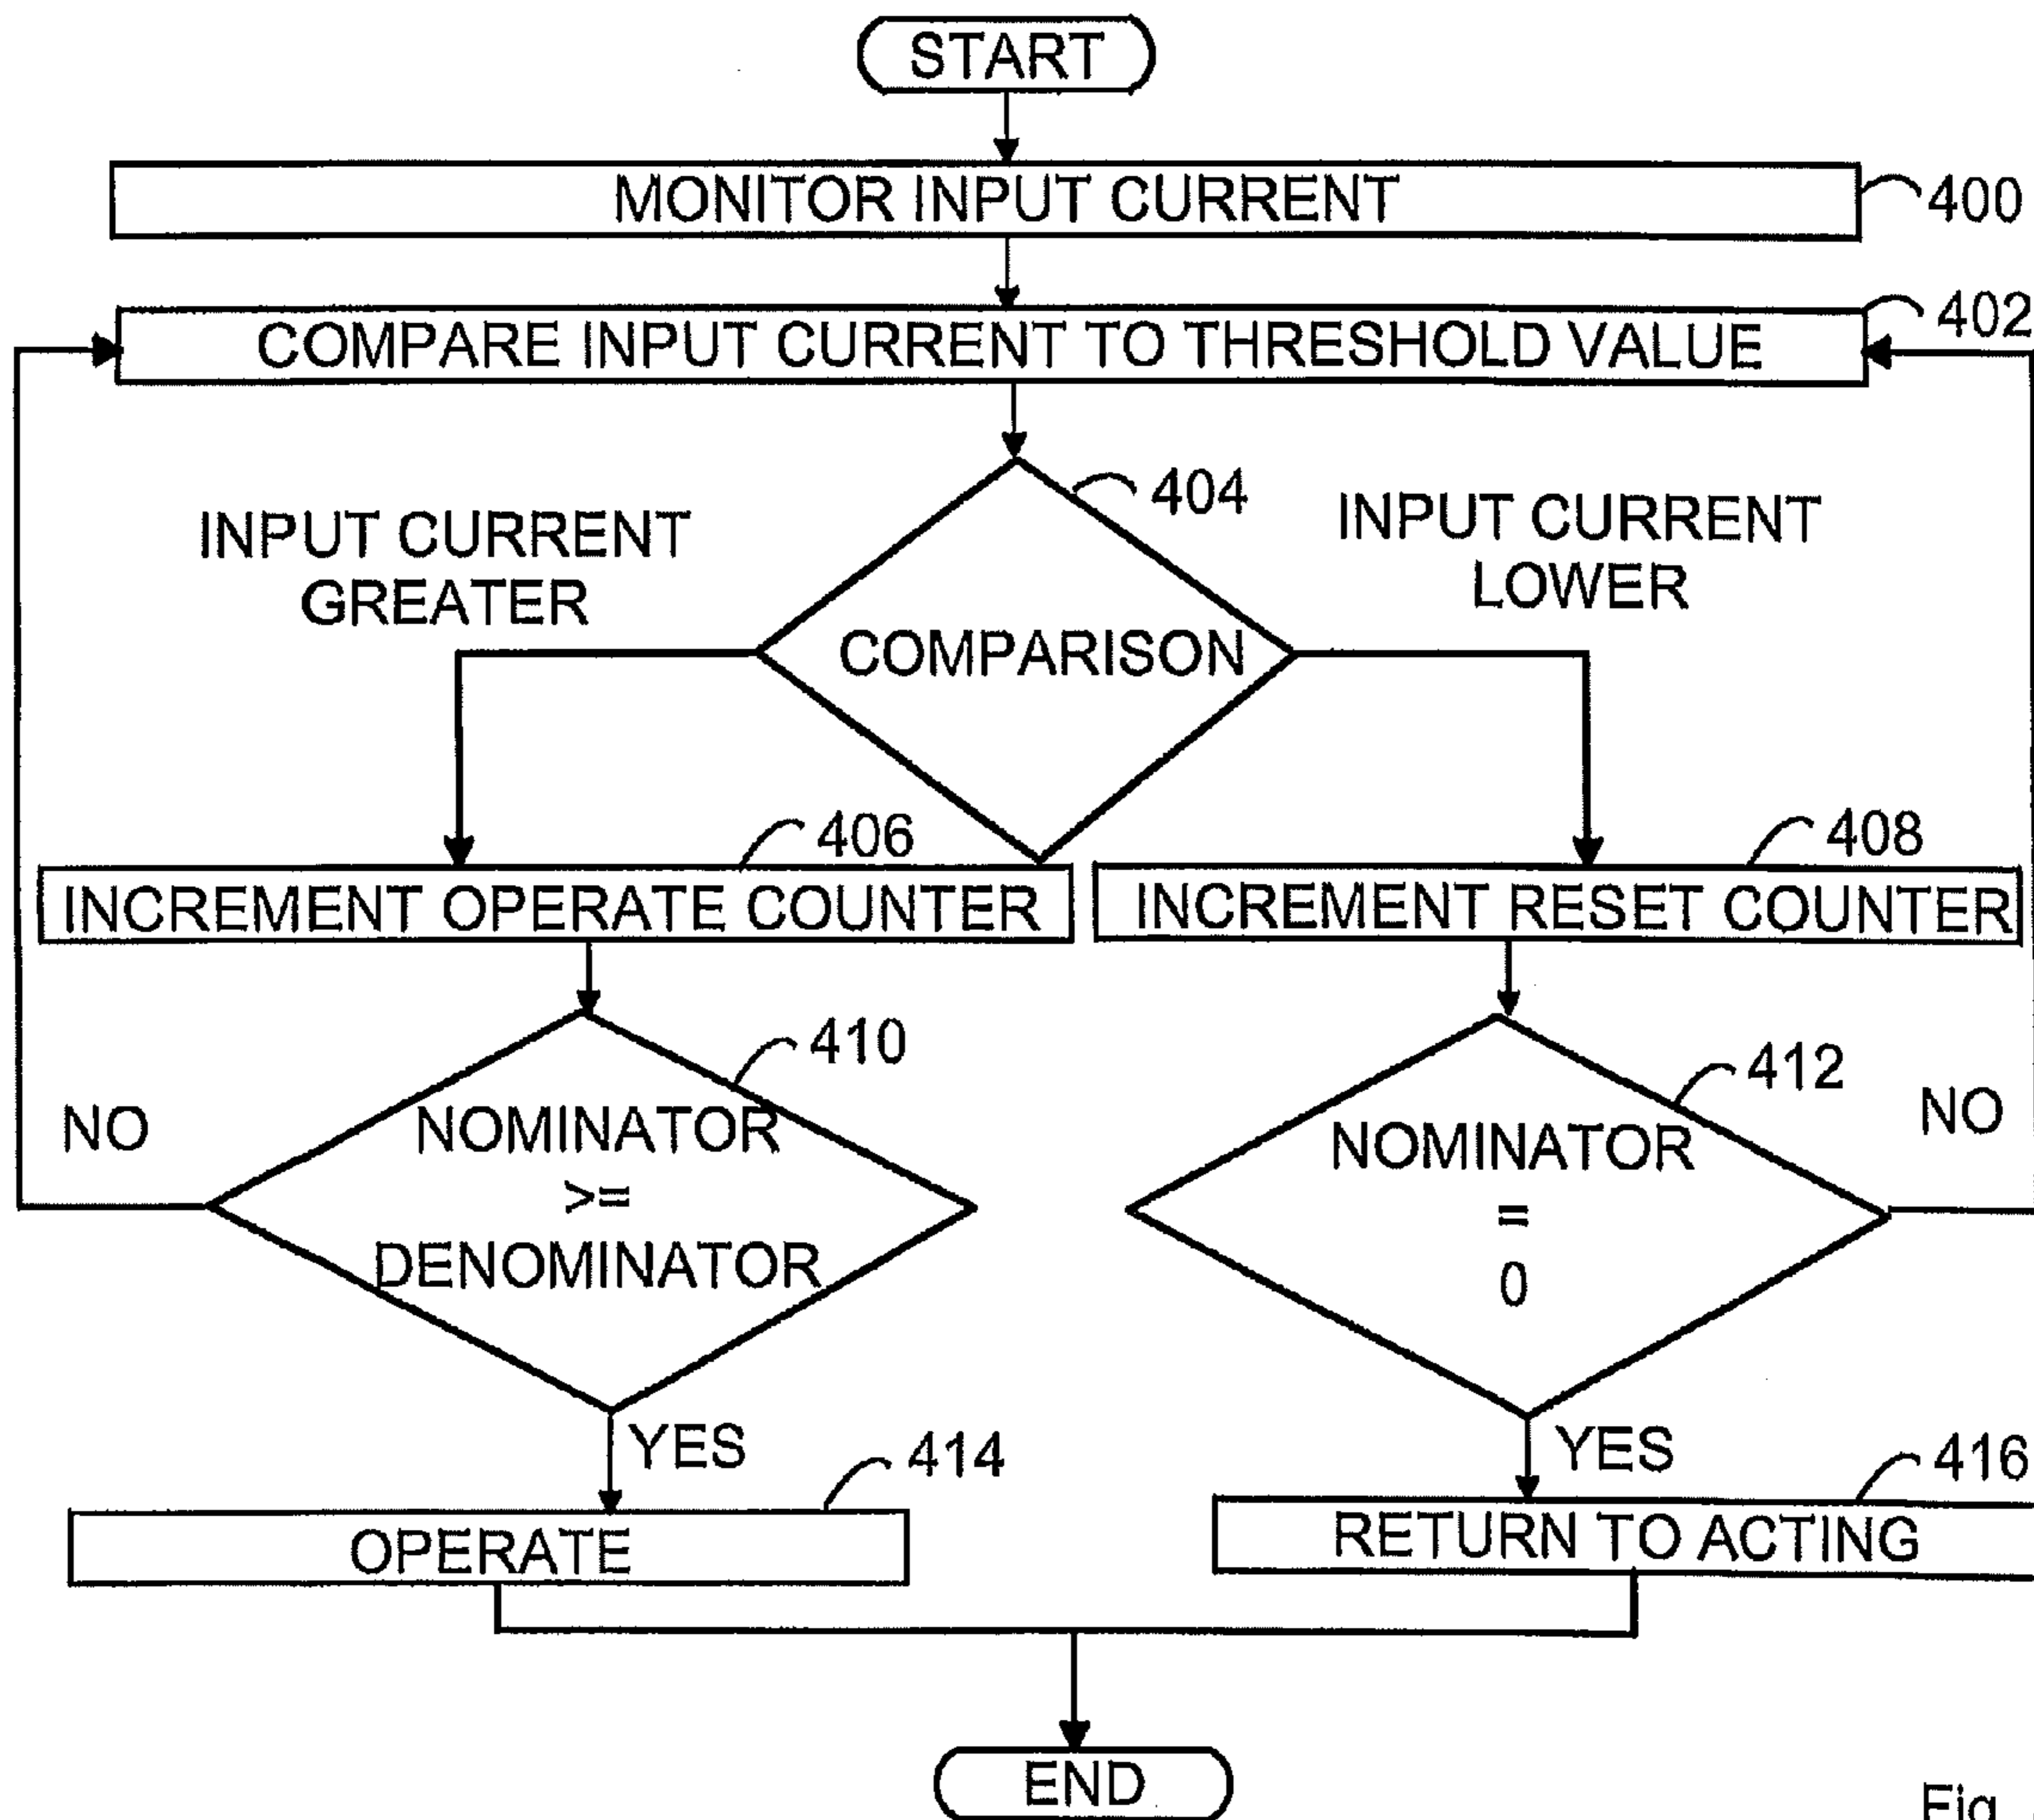 START
MONITOR INPUT CURRENT
400
COMPARE INPUT CURRENT TO THRESHOLD VALUE
402
404
INPUT CURRENT
GREATER
INPUT CURRENT
LOWER
COMPARISON
406
408
INCREMENT OPERATE COUNTER
INCREMENT RESET COUNTER
410
412
NO
NOMINATOR
>=
DENOMINATOR
NOMINATOR
=
0
NO
YES
414
YES
416
OPERATE
RETURN TO ACTING
END
Fig.